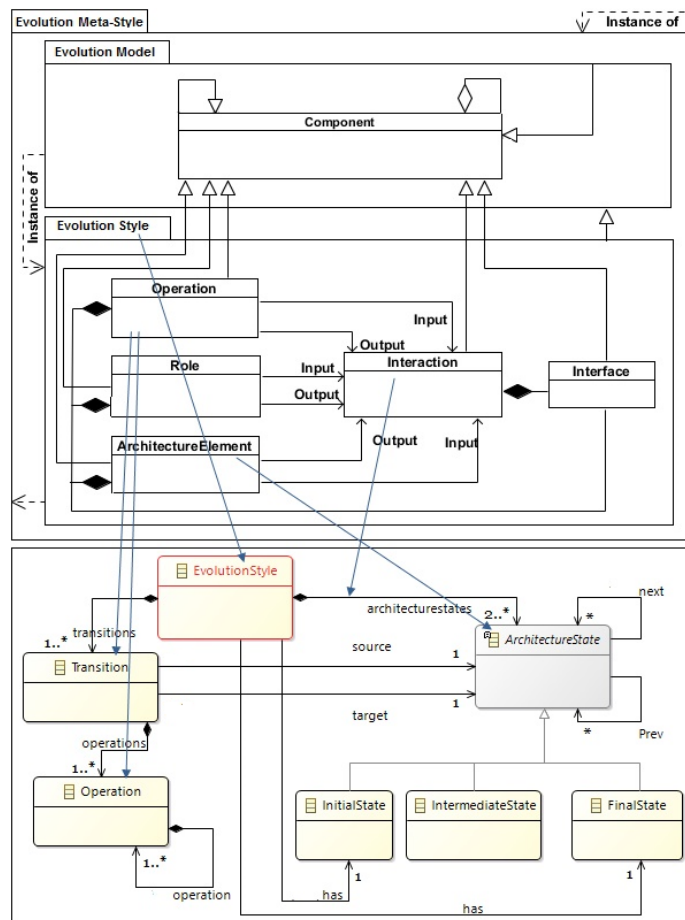 Evolution Meta-Style
Instance of
Evolution Model
Component
Instance of
Evolution Style
Operation
Input
Output
Role
Input
Interaction
Interface
Output
ArchitectureElement
Output
Input
EvolutionStyle
next
architecturestates
2..*
*
transitions
1..*
source
1
ArchitectureState
Transition
1
target
*
Prev
operations
1..*
Operation
InitialState
IntermediateState
FinalState
1..*
operation
1
has
1
has